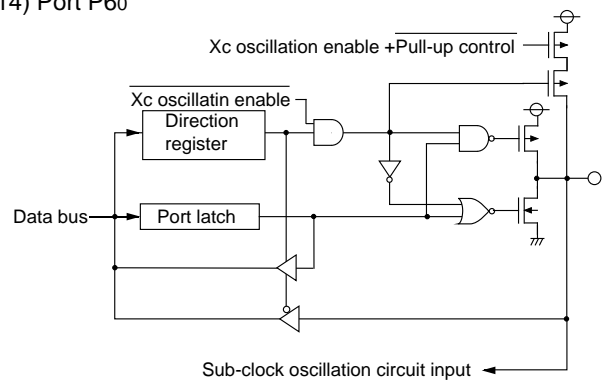 14) Port P60
Xc oscillation enable +Pull-up control
Xc oscillatin enable
Direction
register
Data bus
Port latch
Sub-clock oscillation circuit input